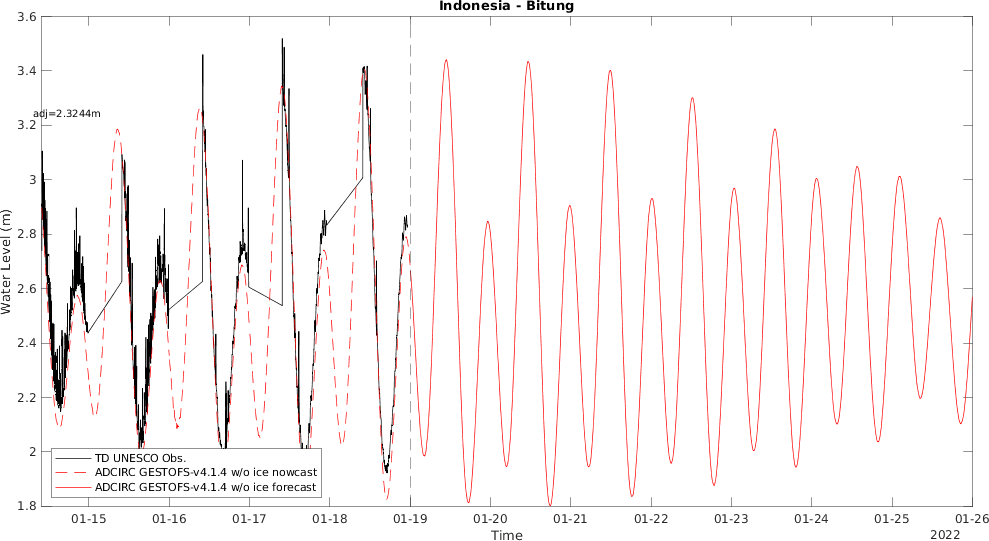 Indonesia - Bitung
3.6
3.4
adj=2.3244m
3.2
3
2.8
2.6
2.4
2.2
2
1.8
Water Level (m)
TD UNESCO Obs.
ADCIRC GESTOFS-v4.1.4 w/o ice nowcast
ADCIRC GESTOFS-v4.1.4 w/o ice forecast
01-15 01-16 01-17 01-18 01-19 01-20 01-21 01-22 01-23 01-24 01-25 01-26
Time
2022